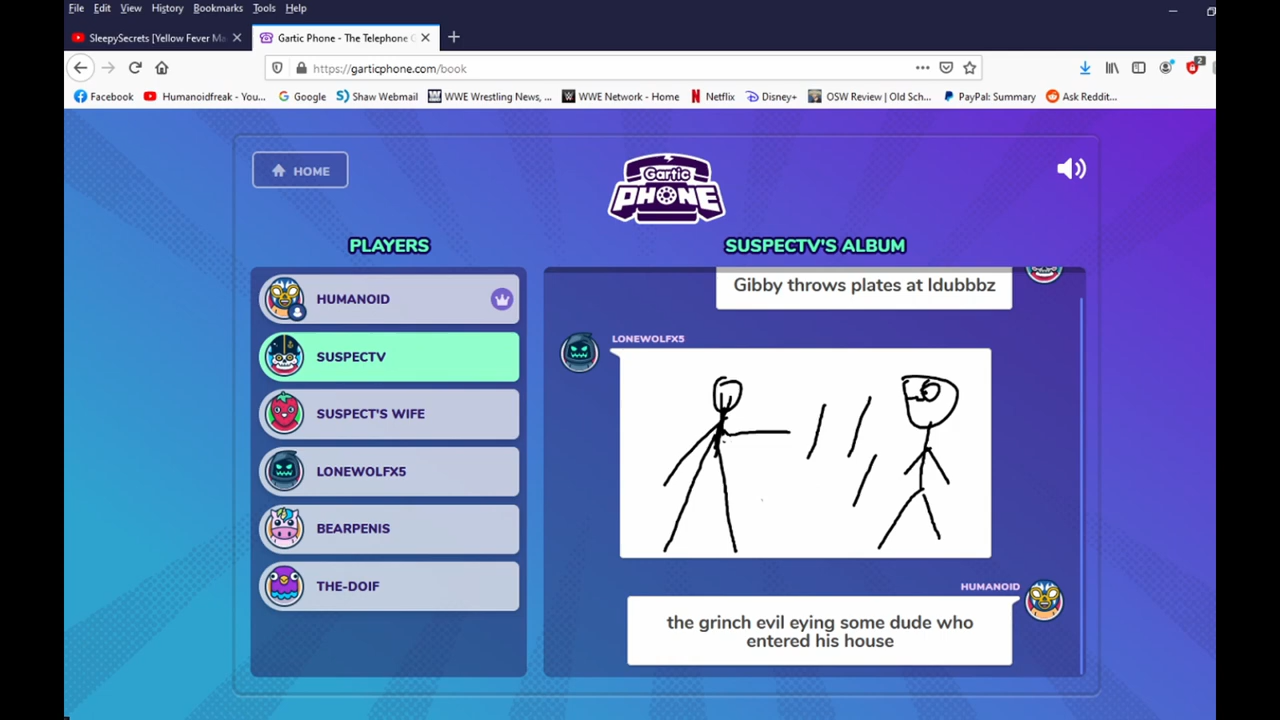 File Edit View History Bookmarks Tools Help
SleepySecrets [Yellow Fever Ma
Gartic Phone - The Telephone G
https://garticphone.com/book
Facebook Humanoidfreak - You... Google Shaw Webmail WWE Wrestling News, ... WWE Network - Home Netflix Disney+ OSW Review | Old Sch... PayPal: Summary Ask Reddit...
2
HOME
Gartic
PHONE
PLAYERS
SUSPECTV'S ALBUM
HUMANOID
SUSPECTV
SUSPECT'S WIFE
LONEWOLFX5
BEARPENIS
THE-DOIF
Gibby throws plates at Idubbbz
LONEWOLFX5
HUMANOID
the grinch evil eying some dude who
entered his house